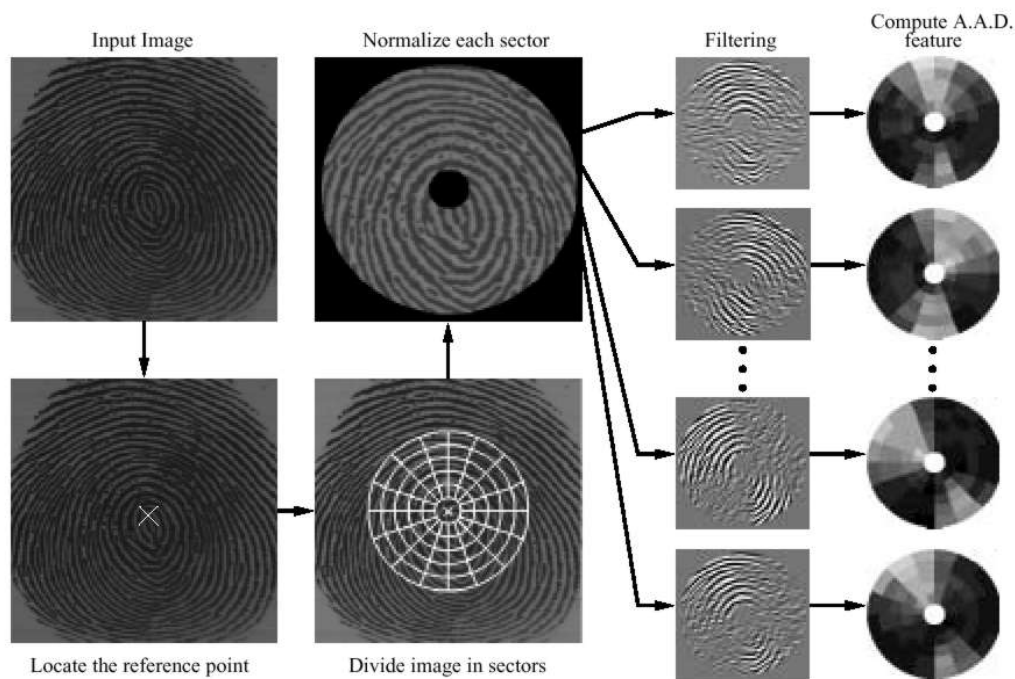 Input Image
Normalize each sector
Filtering
Compute A.A.D.
feature
Locate the reference point
Divide image in sectors